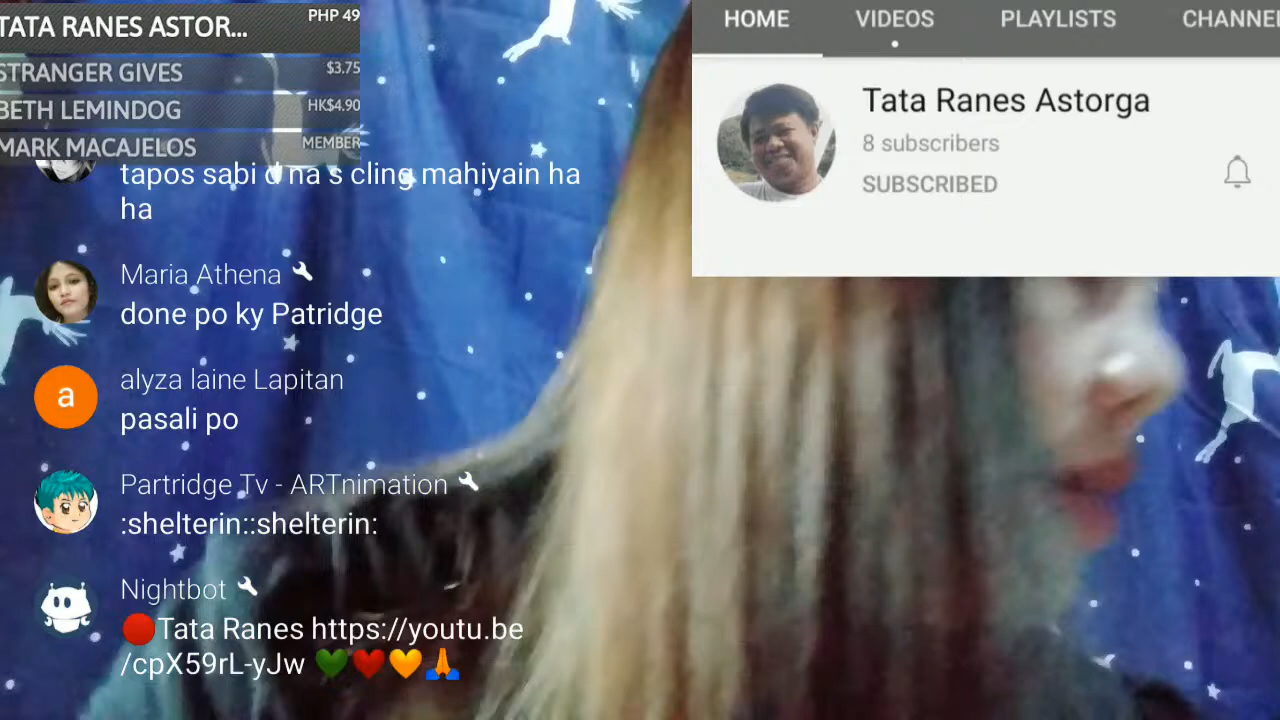 TATA RANES ASTOR... PHP 49
STRANGER GIVES $3.75
BETH LEMINDOG HK$4.90
MARK MACAJELOS MEMBER
tapos sabi d na s cling mahiyain ha
ha
Maria Athena
done po ky Patridge
a
alyza laine Lapitan
pasali po
Partridge Tv - ARTnimation
:shelterin::shelterin:
Nightbot
🔴Tata Ranes https://youtu.be
/cpX59rL-yJw 💚❤️🧡🙏
HOME VIDEOS PLAYLISTS CHANNEL
Tata Ranes Astorga
8 subscribers
SUBSCRIBED